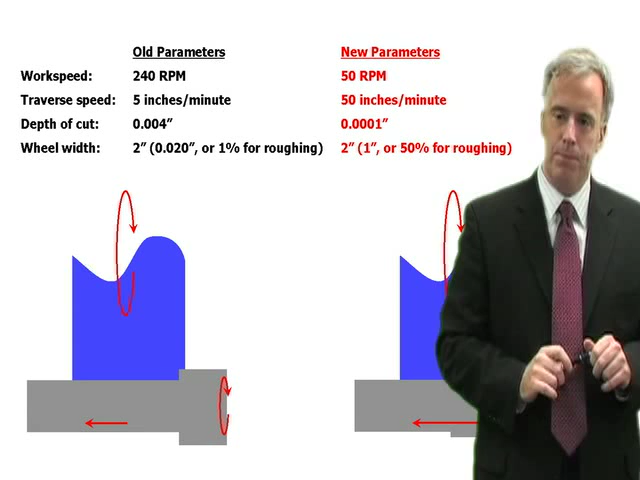 Old Parameters New Parameters
Workspeed: 240 RPM 50 RPM
Traverse speed: 5 inches/minute 50 inches/minute
Depth of cut: 0.004” 0.0001”
Wheel width: 2” (0.020”, or 1% for roughing) 2” (1”, or 50% for roughing)